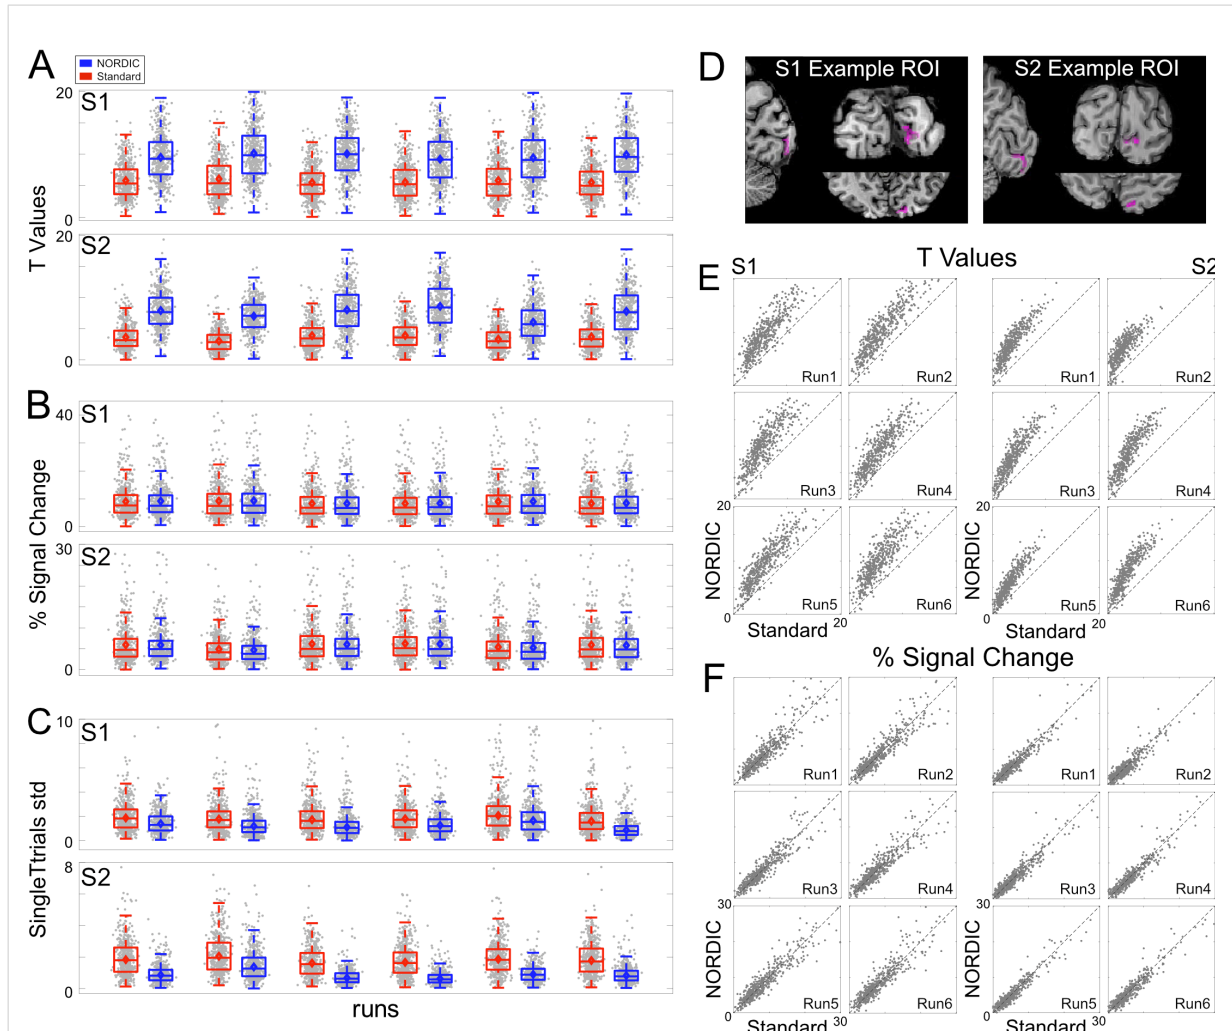 A
NORDIC
Standard
S1
20
0
S2
20
0
T Values
B
S1
40
0
S2
30
0
% Signal Change
C
S1
10
0
S2
8
0
SingleTtrials std
runs
D
S1 Example ROI
S2 Example ROI
E
S1
T Values
S2
Run1
Run2
Run1
Run2
Run3
Run4
Run3
Run4
20
20
NORDIC
Run5
Run6
NORDIC
Run5
Run6
0
Standard
20
0
Standard
20
F
% Signal Change
Run1
Run2
Run1
Run2
Run3
Run4
Run3
Run4
30
30
NORDIC
Run5
Run6
NORDIC
Run5
Run6
0
Standard
30
0
Standard
30